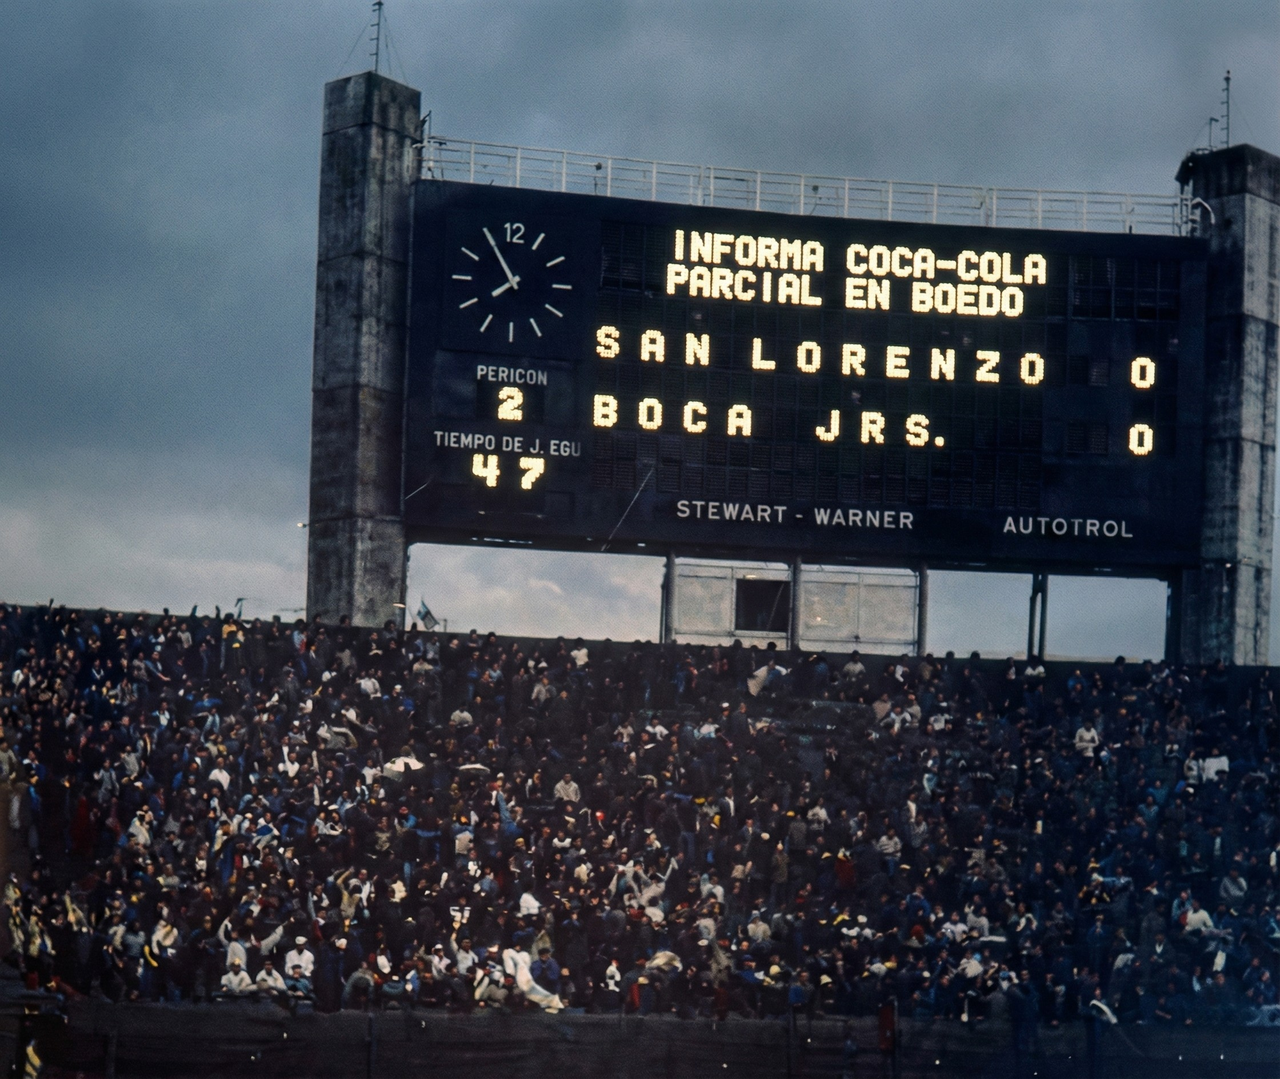 12
INFORMA COCA-COLA
PARCIAL EN BOEDO
SAN LORENZO 0
BOCA JRS. 0
PERICON
2
TIEMPO DE J. EGU
47
STEWART - WARNER AUTOTROL